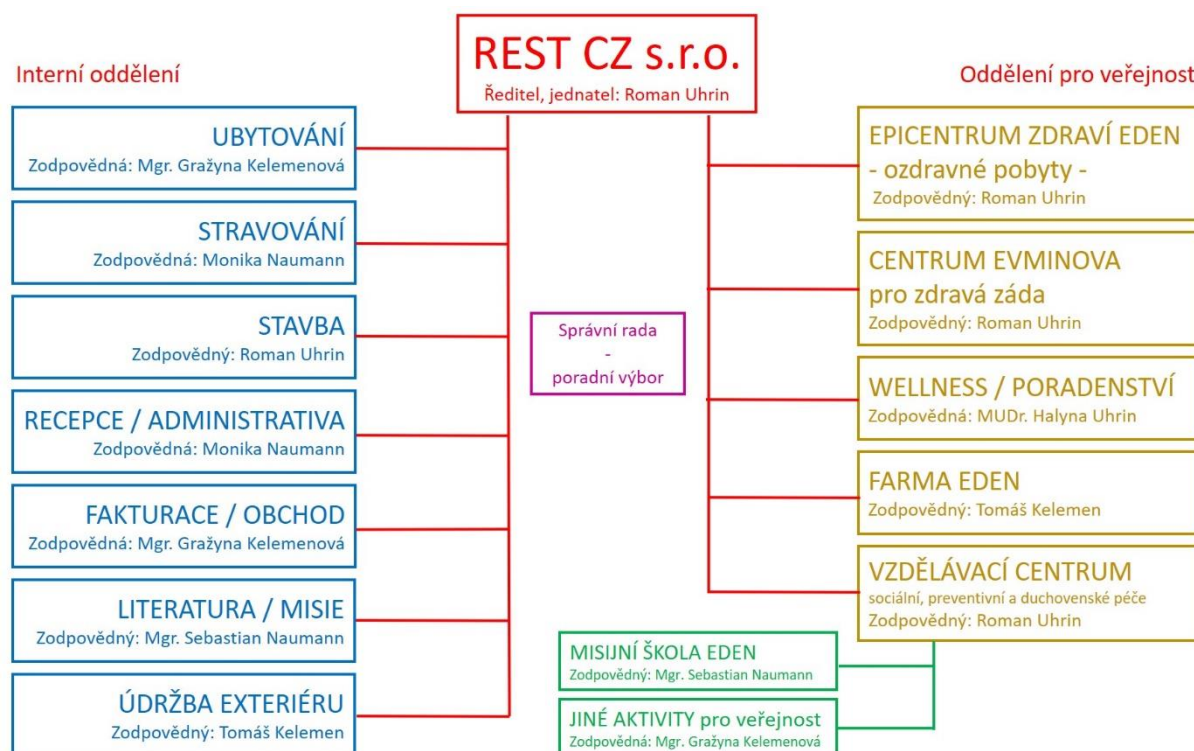 REST CZ s.r.o.
Ředitel, jednatel: Roman Uhrin
Interní oddělení
UBYTOVÁNÍ
Zodpovědná: Mgr. Gražyna Kelemenová
STRAVOVÁNÍ
Zodpovědná: Monika Naumann
STAVBA
Zodpovědný: Roman Uhrin
RECEPCE / ADMINISTRATIVA
Zodpovědná: Monika Naumann
FAKTURACE / OBCHOD
Zodpovědná: Mgr. Gražyna Kelemenová
LITERATURA / MISIE
Zodpovědný: Mgr. Sebastian Naumann
ÚDRŽBA EXTERIÉRU
Zodpovědný: Tomáš Kelemen
Správní rada
-
poradní výbor
Oddělení pro veřejnost
EPICENTRUM ZDRAVÍ EDEN
- ozdravné pobyty -
Zodpovědný: Roman Uhrin
CENTRUM EVMINOVA
pro zdravá záda
Zodpovědný: Roman Uhrin
WELLNESS / PORADENSTVÍ
Zodpovědná: MUDr. Halyna Uhrin
FARMA EDEN
Zodpovědný: Tomáš Kelemen
VZDĚLÁVACÍ CENTRUM
sociální, preventivní a duchovenské péče
Zodpovědný: Roman Uhrin
MISIJNÍ ŠKOLA EDEN
Zodpovědný: Mgr. Sebastian Naumann
JINÉ AKTIVITY pro veřejnost
Zodpovědná: Mgr. Gražyna Kelemenová